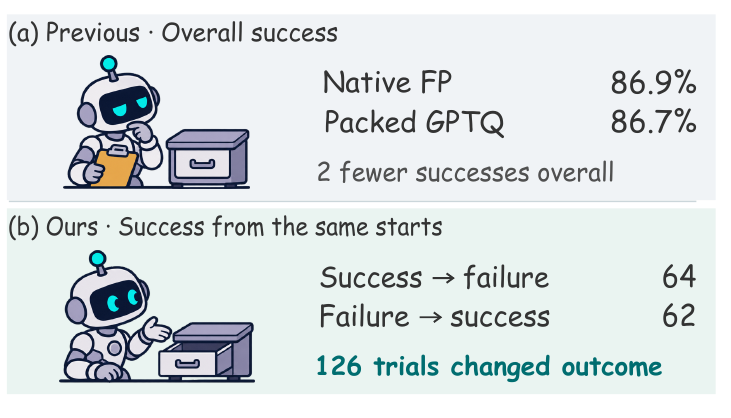 (a) Previous · Overall success
Native FP 86.9%
Packed GPTQ 86.7%
2 fewer successes overall
(b) Ours · Success from the same starts
Success → failure 64
Failure → success 62
126 trials changed outcome